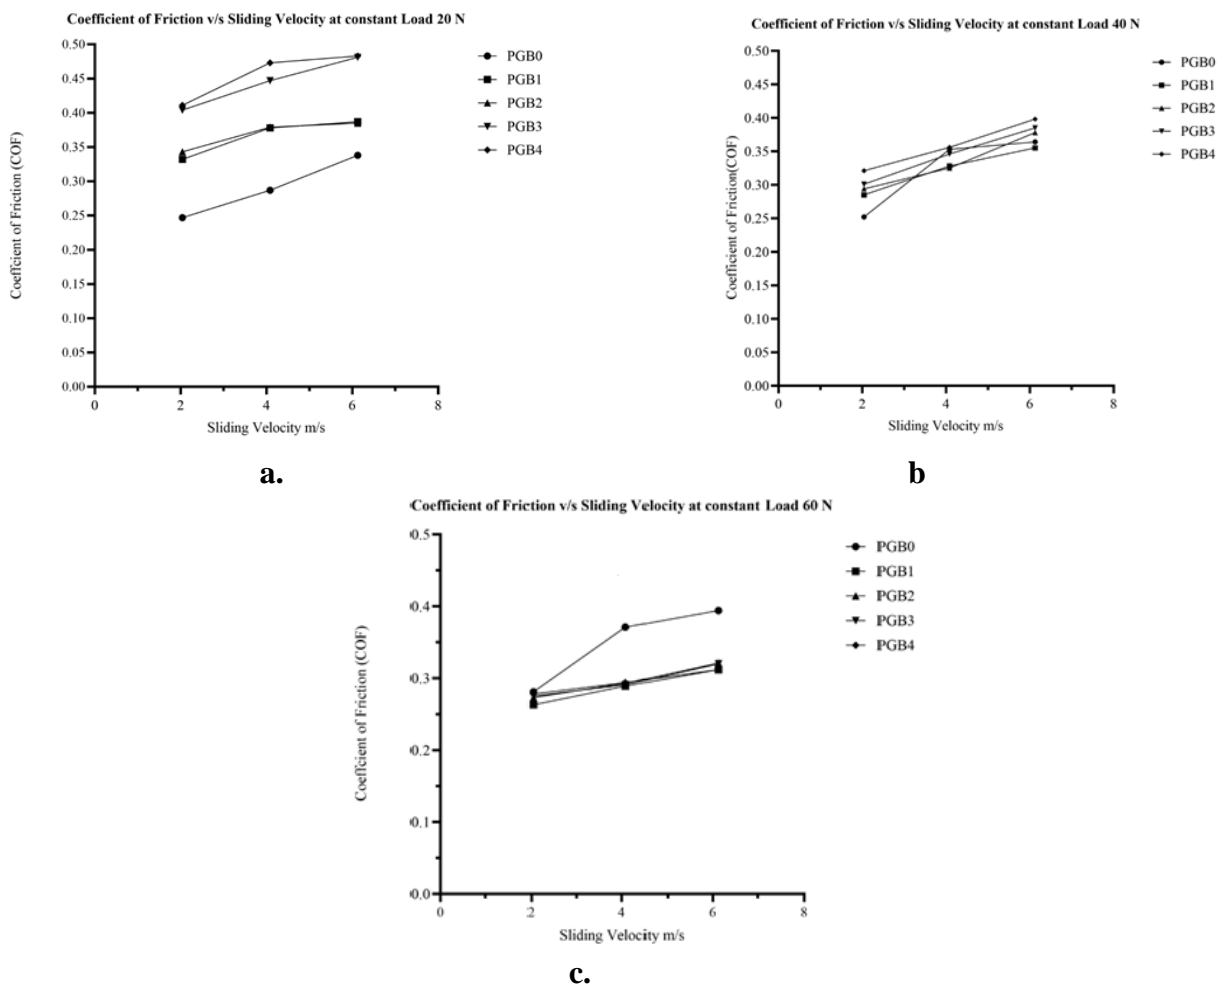 Coefficient of Friction v/s Sliding Velocity at constant Load 20 N
0.50
0.45
0.40
0.35
0.30
0.25
0.20
0.15
0.10
0.05
0.00
0 2 4 6 8
Coeffcient of Friction (COF)
Sliding Velocity m/s
PGB0
PGB1
PGB2
PGB3
PGB4
a.
Coefficient of Friction v/s Sliding Velocity at constant Load 40 N
0.50
0.45
0.40
0.35
0.30
0.25
0.20
0.15
0.10
0.05
0.00
0 2 4 6 8
Coefficient of Friction(COF)
Sliding Velocity m/s
PGB0
PGB1
PGB2
PGB3
PGB4
b
Coefficient of Friction v/s Sliding Velocity at constant Load 60 N
0.5
0.4
0.3
0.2
0.1
0.0
0 2 4 6 8
Coeffcient of Friction (COF)
Sliding Velocity m/s
PGB0
PGB1
PGB2
PGB3
PGB4
c.